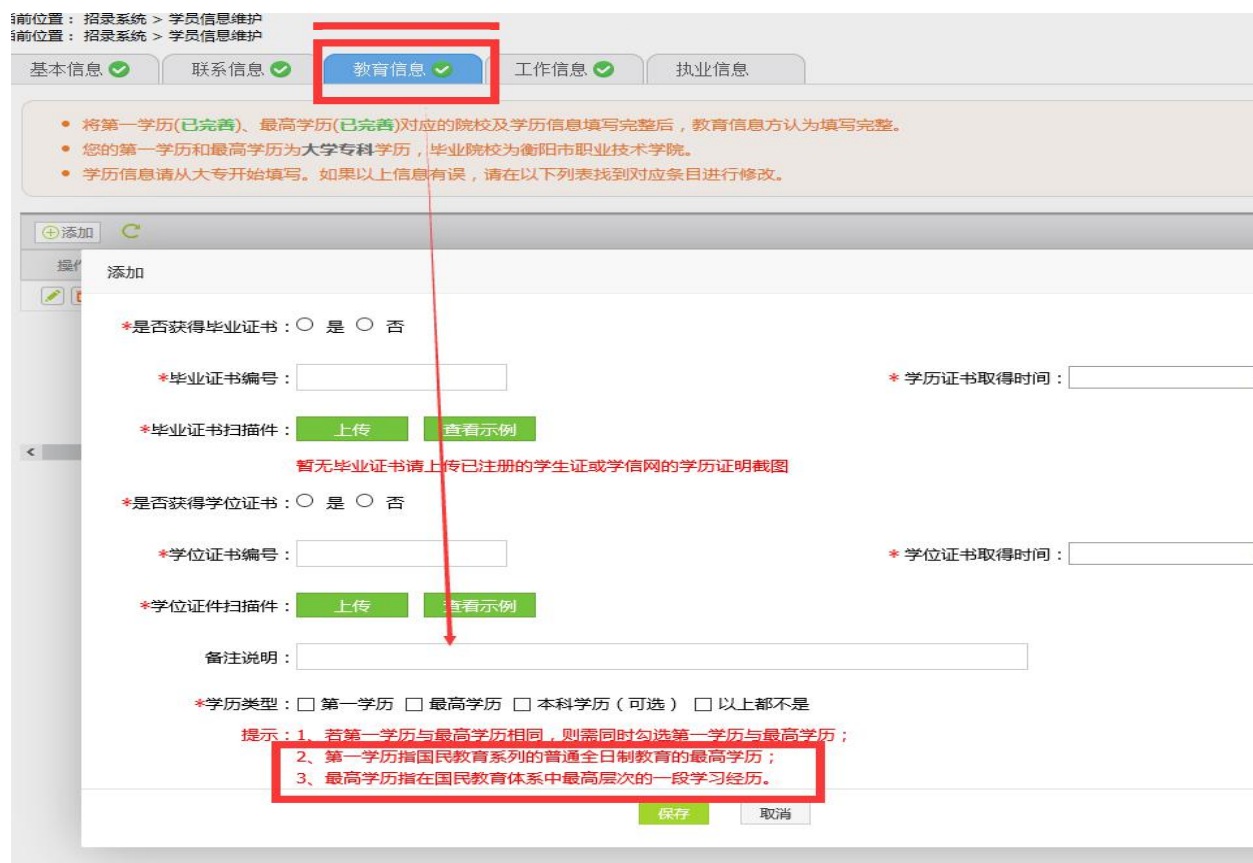 前位置： 招录系统 > 学员信息维护
前位置： 招录系统 > 学员信息维护
基本信息 联系信息 教育信息 工作信息 执业信息
将第一学历(已完善)、最高学历(已完善)对应的院校及学历信息填写完整后，教育信息方认为填写完整。
您的第一学历和最高学历为大学专科学历，毕业院校为衡阳市职业技术学院。
学历信息请从大专开始填写。如果以上信息有误，请在以下列表找到对应条目进行修改。
添加
操作
添加
*是否获得毕业证书：是 否
*毕业证书编号： * 学历证书取得时间：
*毕业证书扫描件： 上传 查看示例
暂无毕业证书请上传已注册的学生证或学信网的学历证明截图
*是否获得学位证书：是 否
*学位证书编号： * 学位证书取得时间：
*学位证件扫描件： 上传 查看示例
备注说明：
*学历类型： 第一学历 最高学历 本科学历（可选） 以上都不是
提示：1、若第一学历与最高学历相同，则需同时勾选第一学历与最高学历；
2、第一学历指国民教育系列的普通全日制教育的最高学历；
3、最高学历指在国民教育体系中最高层次的一段学习经历。
保存 取消